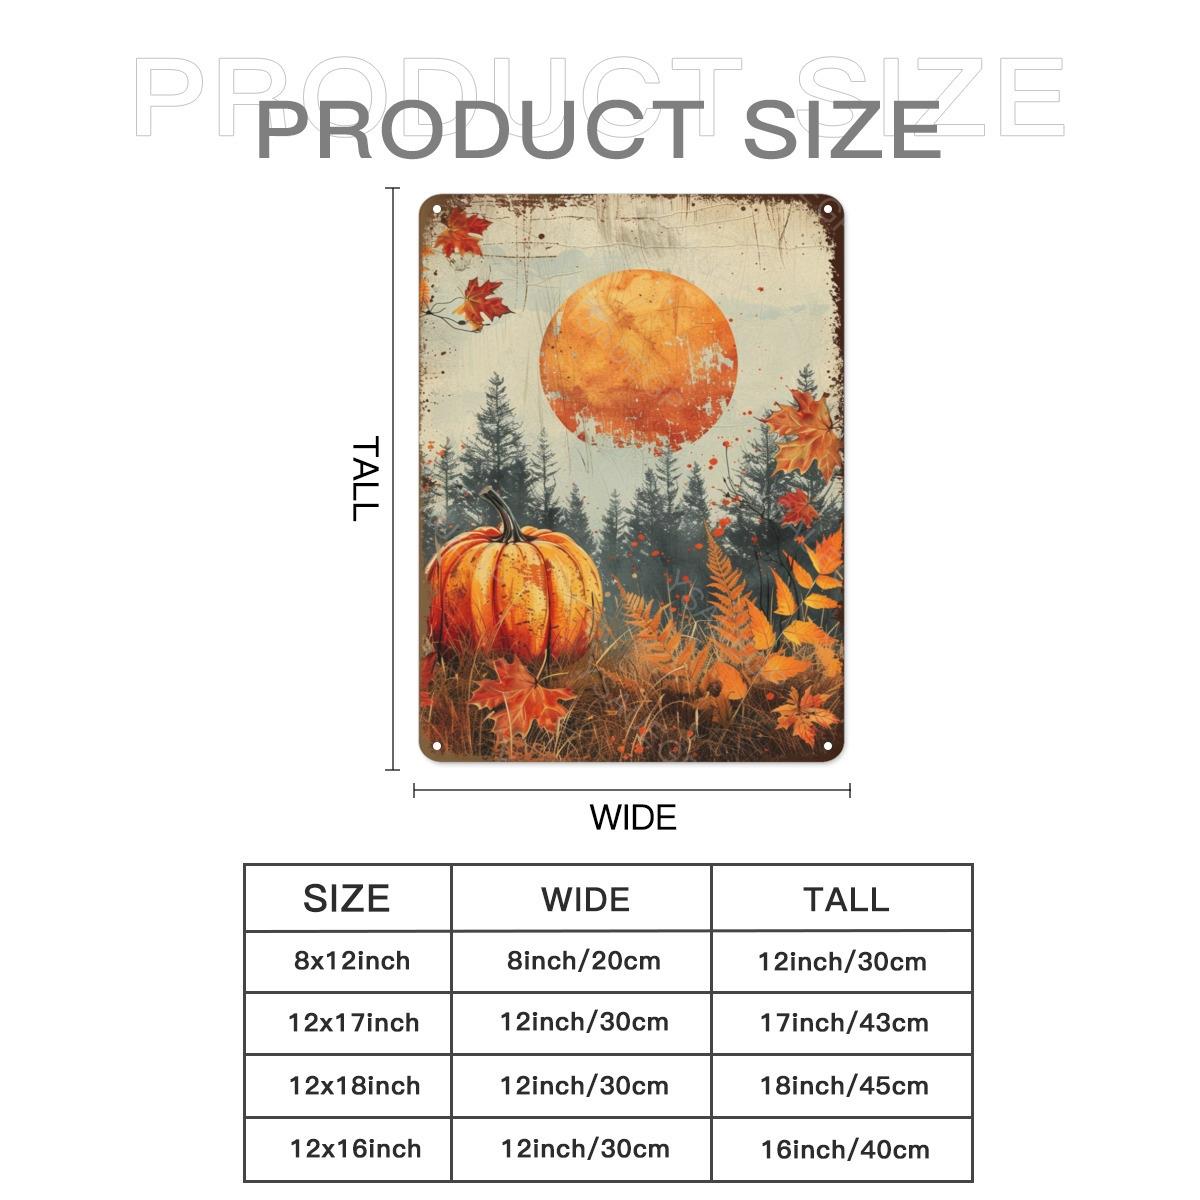 PRODUCT SIZE
PRODUCT SIZE
TALL
WIDE
SIZE WIDE TALL
8x12inch 8inch/20cm 12inch/30cm
12x17inch 12inch/30cm 17inch/43cm
12x18inch 12inch/30cm 18inch/45cm
12x16inch 12inch/30cm 16inch/40cm